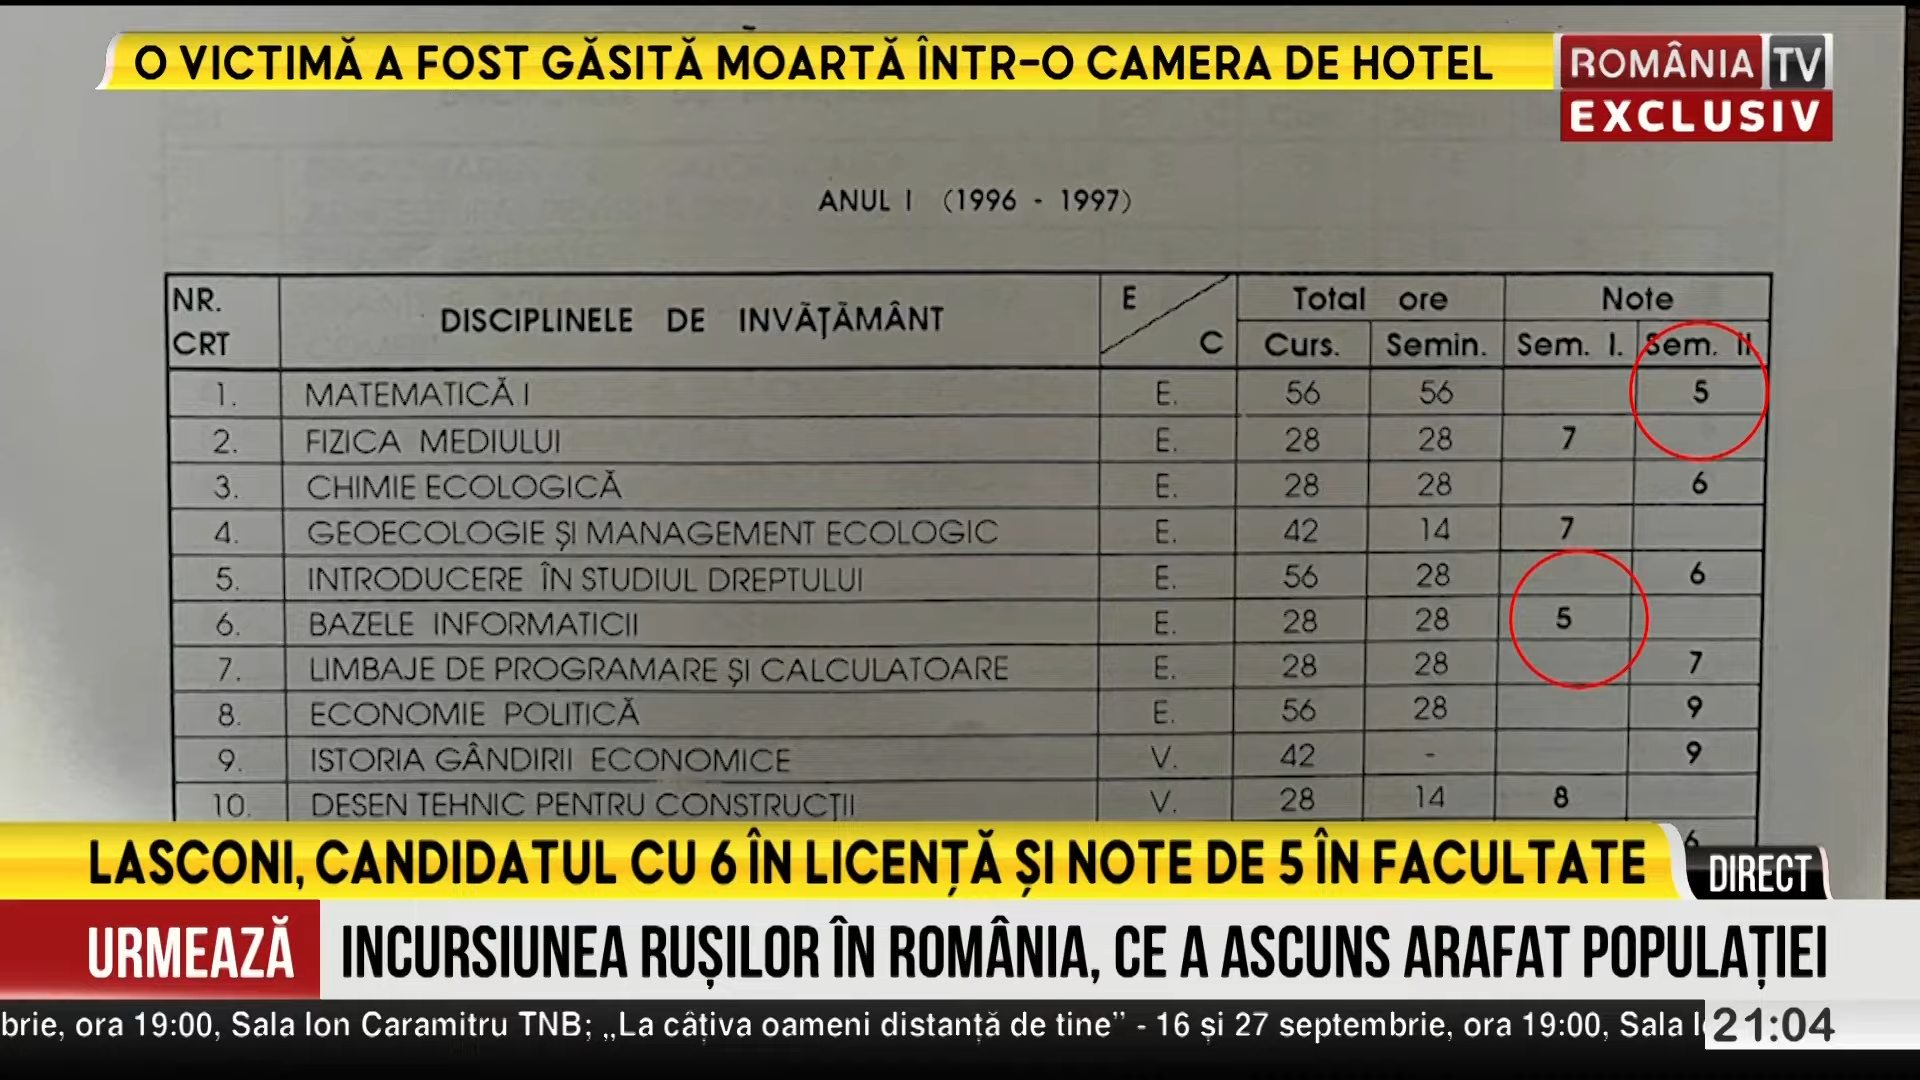 O VICTIMĂ A FOST GĂSITĂ MOARTĂ ÎNTR-O CAMERA DE HOTEL
ROMÂNIA TV
EXCLUSIV
ANUL I (1996 - 1997)
NR. CRT DISCIPLINELE DE INVĂŢĂMÂNT E C Total ore Note
Curs. Semin. Sem. I. Sem. II
1. MATEMATICĂ I E. 56 56 5
2. FIZICA MEDIULUI E. 28 28 7
3. CHIMIE ECOLOGICĂ E. 28 28 6
4. GEOECOLOGIE ŞI MANAGEMENT ECOLOGIC E. 42 14 7
5. INTRODUCERE ÎN STUDIUL DREPTULUI E. 56 28 6
6. BAZELE INFORMATICII E. 28 28 5
7. LIMBAJE DE PROGRAMARE ŞI CALCULATOARE E. 28 28 7
8. ECONOMIE POLITICĂ E. 56 28 9
9. ISTORIA GÂNDIRII ECONOMICE V. 42 - 9
10. DESEN TEHNIC PENTRU CONSTRUCŢII V. 28 14 8
LASCONI, CANDIDATUL CU 6 ÎN LICENȚĂ ȘI NOTE DE 5 ÎN FACULTATE
DIRECT
URMEAZĂ INCURSIUNEA RUȘILOR ÎN ROMÂNIA, CE A ASCUNS ARAFAT POPULAȚIEI
brie, ora 19:00, Sala Ion Caramitru TNB; „La câțiva oameni distanță de tine” - 16 și 27 septembrie, ora 19:00, Sala
21:04